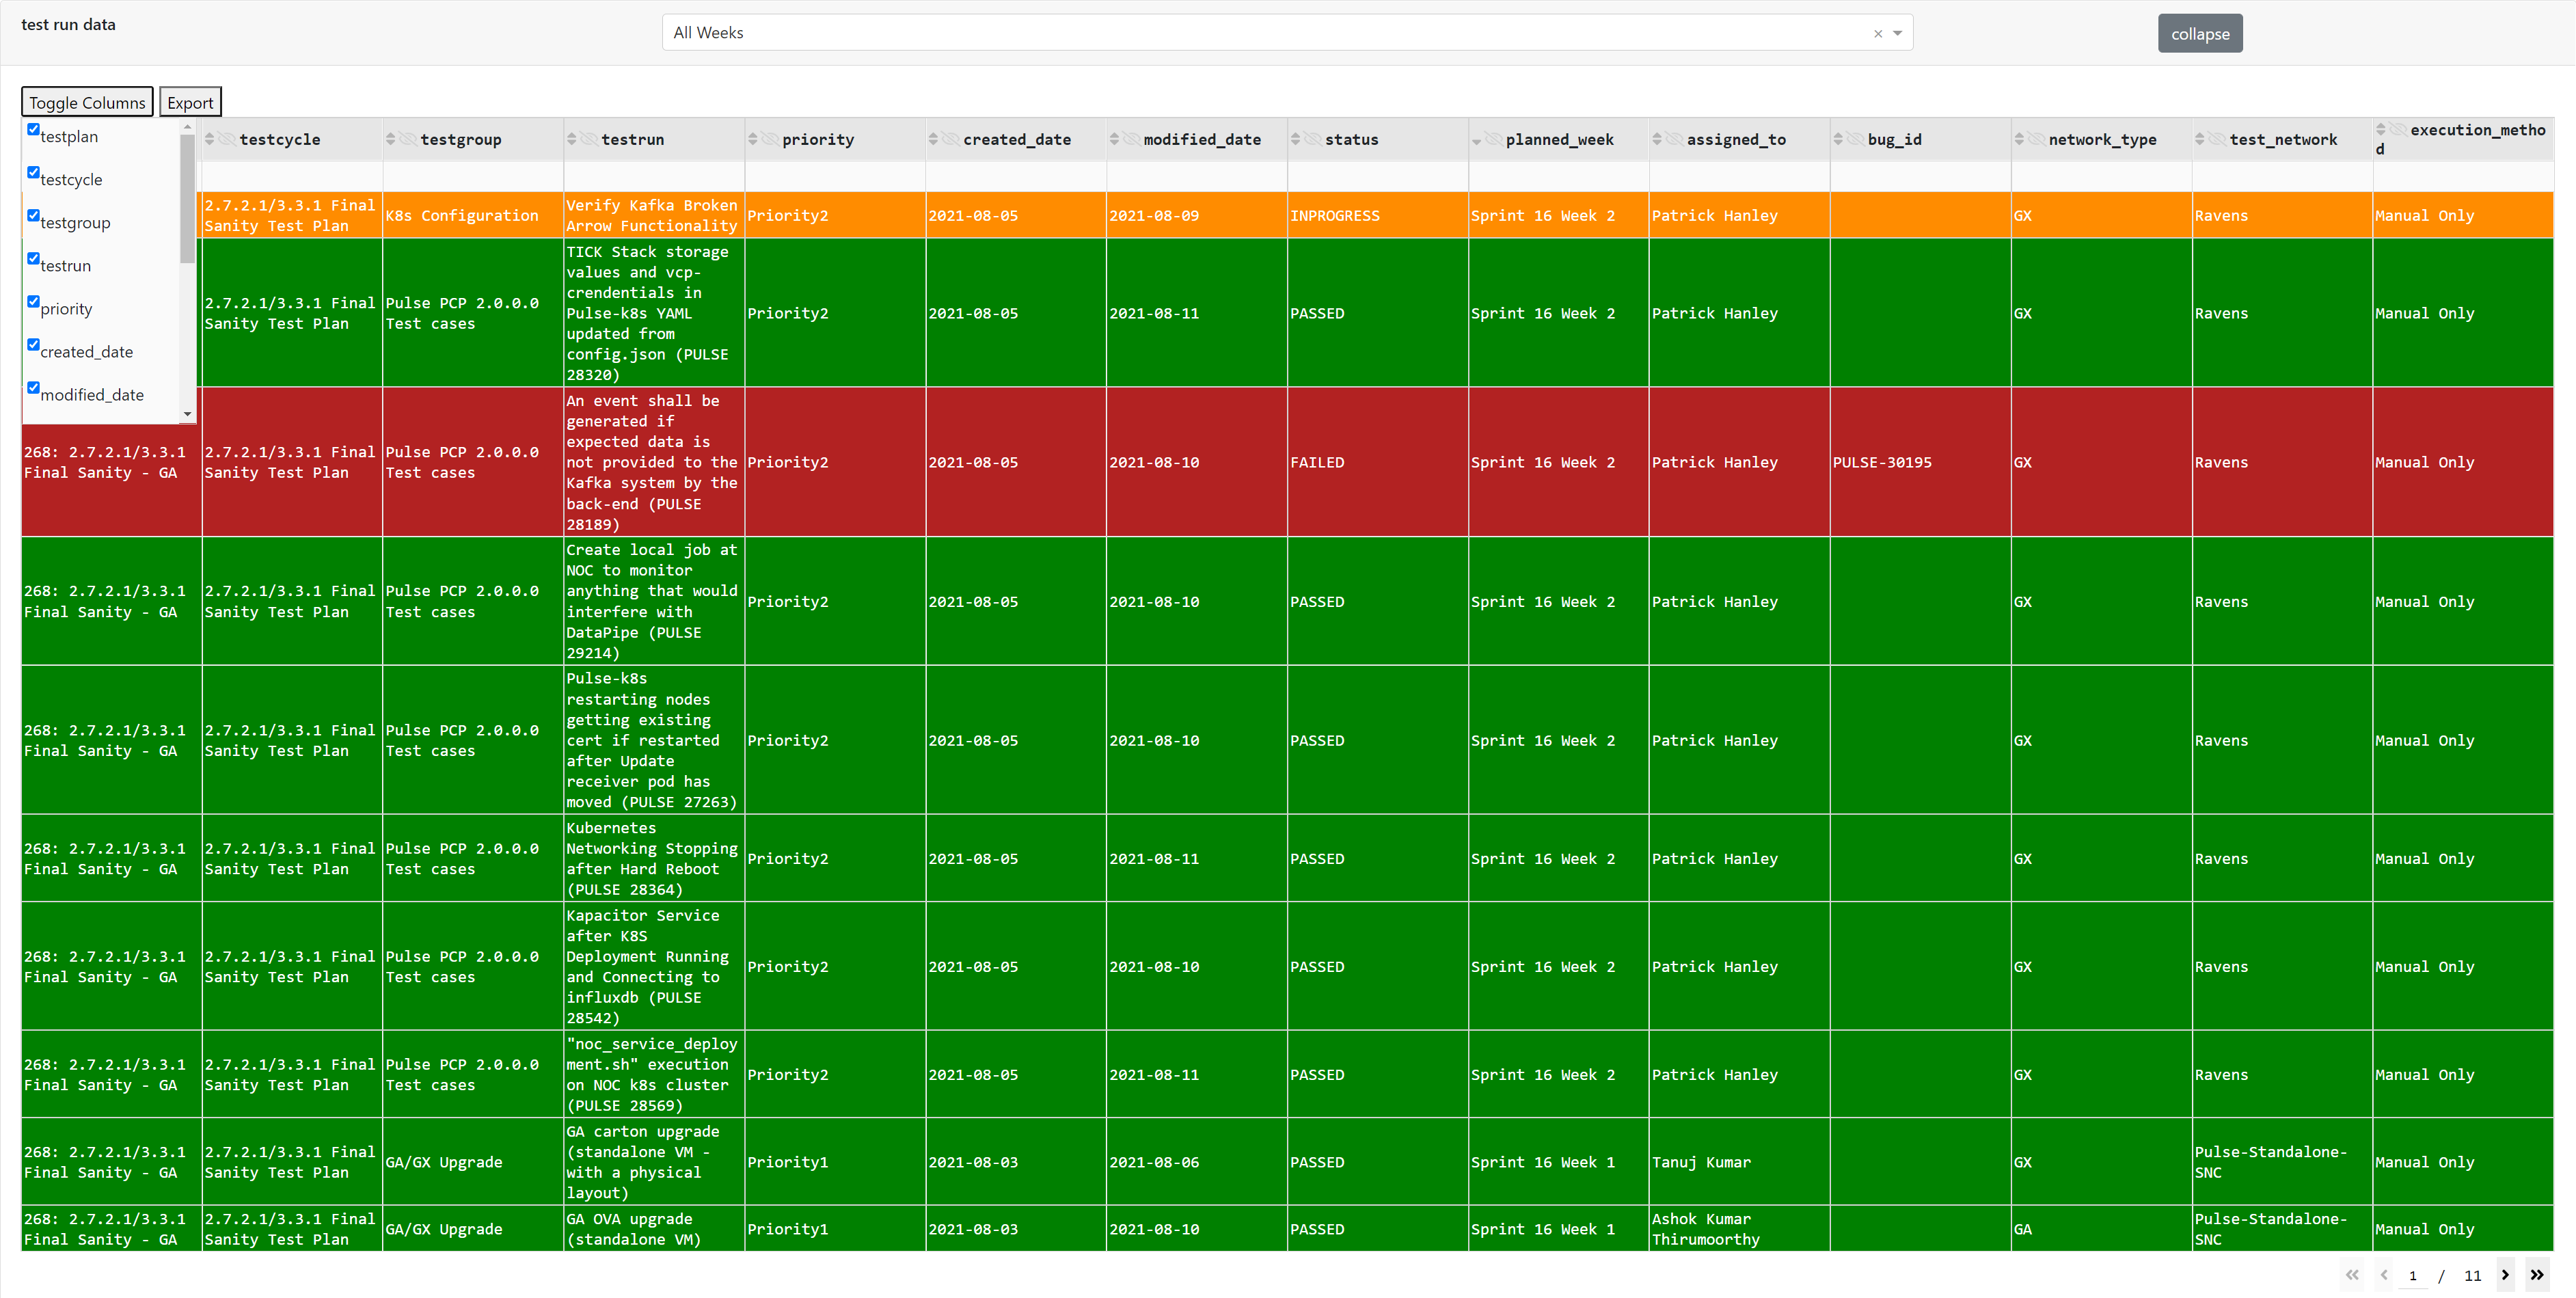 test run data
All Weeks
collapse
Toggle Columns
Export
testplan
testcycle
testgroup
testrun
priority
created_date
modified_date
testcycle
testgroup
testrun
priority
created_date
modified_date
status
planned_week
assigned_to
bug_id
network_type
test_network
execution_metho
d
2.7.2.1/3.3.1 Final
Sanity Test Plan
K8s Configuration
Verify Kafka Broken
Arrow Functionality
Priority2
2021-08-05
2021-08-09
INPROGRESS
Sprint 16 Week 2
Patrick Hanley
GX
Ravens
Manual Only
2.7.2.1/3.3.1 Final
Sanity Test Plan
Pulse PCP 2.0.0.0
Test cases
TICK Stack storage
values and vcp-
crendentials in
Pulse-k8s YAML
updated from
config.json (PULSE
28320)
Priority2
2021-08-05
2021-08-11
PASSED
Sprint 16 Week 2
Patrick Hanley
GX
Ravens
Manual Only
268: 2.7.2.1/3.3.1
Final Sanity - GA
2.7.2.1/3.3.1 Final
Sanity Test Plan
Pulse PCP 2.0.0.0
Test cases
An event shall be
generated if
expected data is
not provided to the
Kafka system by the
back-end (PULSE
28189)
Priority2
2021-08-05
2021-08-10
FAILED
Sprint 16 Week 2
Patrick Hanley
PULSE-30195
GX
Ravens
Manual Only
268: 2.7.2.1/3.3.1
Final Sanity - GA
2.7.2.1/3.3.1 Final
Sanity Test Plan
Pulse PCP 2.0.0.0
Test cases
Create local job at
NOC to monitor
anything that would
interfere with
DataPipe (PULSE
29214)
Priority2
2021-08-05
2021-08-10
PASSED
Sprint 16 Week 2
Patrick Hanley
GX
Ravens
Manual Only
268: 2.7.2.1/3.3.1
Final Sanity - GA
2.7.2.1/3.3.1 Final
Sanity Test Plan
Pulse PCP 2.0.0.0
Test cases
Pulse-k8s
restarting nodes
getting existing
cert if restarted
after Update
receiver pod has
moved (PULSE 27263)
Priority2
2021-08-05
2021-08-10
PASSED
Sprint 16 Week 2
Patrick Hanley
GX
Ravens
Manual Only
268: 2.7.2.1/3.3.1
Final Sanity - GA
2.7.2.1/3.3.1 Final
Sanity Test Plan
Pulse PCP 2.0.0.0
Test cases
Kubernetes
Networking Stopping
after Hard Reboot
(PULSE 28364)
Priority2
2021-08-05
2021-08-11
PASSED
Sprint 16 Week 2
Patrick Hanley
GX
Ravens
Manual Only
268: 2.7.2.1/3.3.1
Final Sanity - GA
2.7.2.1/3.3.1 Final
Sanity Test Plan
Pulse PCP 2.0.0.0
Test cases
Kapacitor Service
after K8S
Deployment Running
and Connecting to
influxdb (PULSE
28542)
Priority2
2021-08-05
2021-08-10
PASSED
Sprint 16 Week 2
Patrick Hanley
GX
Ravens
Manual Only
268: 2.7.2.1/3.3.1
Final Sanity - GA
2.7.2.1/3.3.1 Final
Sanity Test Plan
Pulse PCP 2.0.0.0
Test cases
"noc_service_deploy
ment.sh" execution
on NOC k8s cluster
(PULSE 28569)
Priority2
2021-08-05
2021-08-11
PASSED
Sprint 16 Week 2
Patrick Hanley
GX
Ravens
Manual Only
268: 2.7.2.1/3.3.1
Final Sanity - GA
2.7.2.1/3.3.1 Final
Sanity Test Plan
GA/GX Upgrade
GA carton upgrade
(standalone VM -
with a physical
layout)
Priority1
2021-08-03
2021-08-06
PASSED
Sprint 16 Week 1
Tanuj Kumar
GX
Pulse-Standalone-
SNC
Manual Only
268: 2.7.2.1/3.3.1
Final Sanity - GA
2.7.2.1/3.3.1 Final
Sanity Test Plan
GA/GX Upgrade
GA OVA upgrade
(standalone VM)
Priority1
2021-08-03
2021-08-10
PASSED
Sprint 16 Week 1
Ashok Kumar
Thirumoorthy
GA
Pulse-Standalone-
SNC
Manual Only
1 / 11